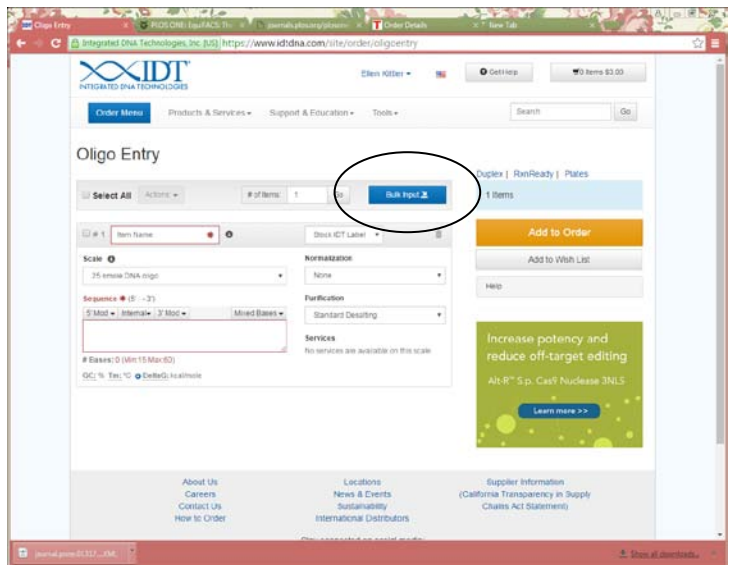 Oligo Entry
PLOS ONE: EquiFACS: The
journals.plos.org/plosone
Order Details
New Tab
Integrated DNA Technologies, Inc. [US] https://www.idtdna.com/site/order/oligoentry
IDT
INTEGRATED DNA TECHNOLOGIES
Get Help
0 Items $0.00
Order Menu Products & Services Support & Education Tools Search Go
Oligo Entry
Duplex | RxnReady | Plates
Select All Actions # of Items: 1 Go Bulk Input
1 Items
# 1 Item Name Stock IDT Label
Add to Order
Scale Normalization
Add to Wish List
25 nmole DNA oligo None
Help
Sequence (5' - 3') Purification
5' Mod Internal 3' Mod Mixed Bases Standard Desalting
Services
No services are available on this scale
# Bases: 0 (Min:15 Max:60)
GC: % Tm: °C DeltaG: kcal/mole
Increase potency and
reduce off-target editing
Alt-R™ S.p. Cas9 Nuclease 3NLS
Learn more >>
About Us Locations Supplier Information
Careers News & Events (California Transparency in Supply
Contact Us Sustainability Chains Act Statement)
How to Order International Distributors
Stay connected on social media:
Show all downloads...